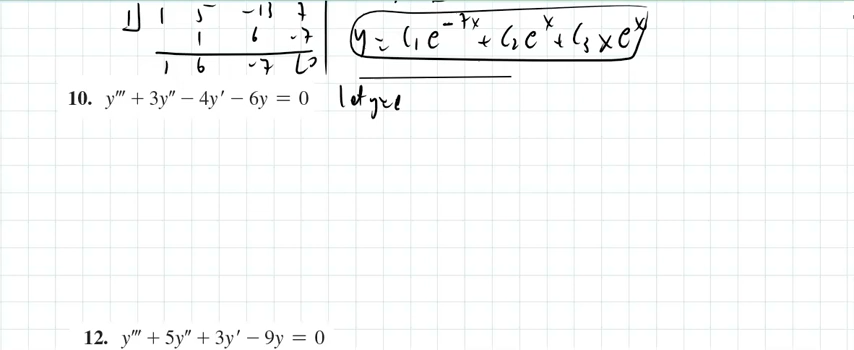 1⌋ 1 5 -13 7
1 6 -7
1 6 -7 ⌊0
y = C₁e^{-7x} + C₂e^x + C₃xe^x
10. y''' + 3y'' − 4y' − 6y = 0 let y=e
12. y''' + 5y'' + 3y' − 9y = 0